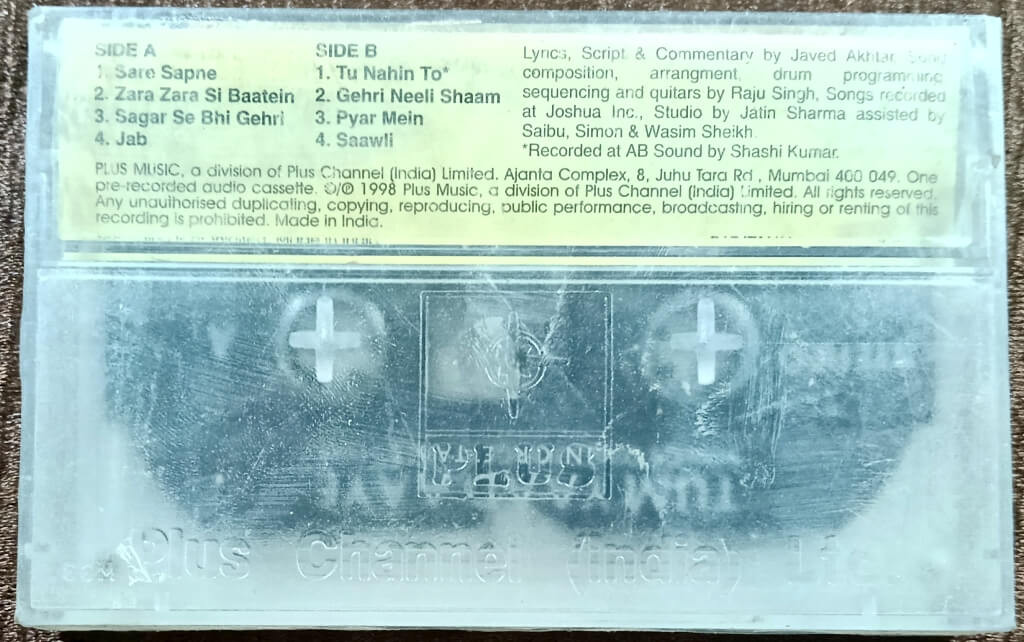 SIDE A
1. Sare Sapne
2. Zara Zara Si Baatein
3. Sagar Se Bhi Gehri
4. Jab
SIDE B
1. Tu Nahin To*
2. Gehri Neeli Shaam
3. Pyar Mein
4. Saawli
Lyrics, Script & Commentary by Javed Akhtar Song
composition, arrangment, drum programming
sequencing and quitars by Raju Singh, Songs recorded
at Joshua Inc., Studio by Jatin Sharma assisted by
Saibu, Simon & Wasim Sheikh.
*Recorded at AB Sound by Shashi Kumar.
PLUS MUSIC, a division of Plus Channel (India) Limited. Ajanta Complex, 8, Juhu Tara Rd., Mumbai 400 049. One
pre-recorded audio cassette. ©/℗ 1998 Plus Music, a division of Plus Channel (India) Limited. All rights reserved.
Any unauthorised duplicating, copying, reproducing, public performance, broadcasting, hiring or renting of this
recording is prohibited. Made in India.
Plus Channel (India) Ltd.